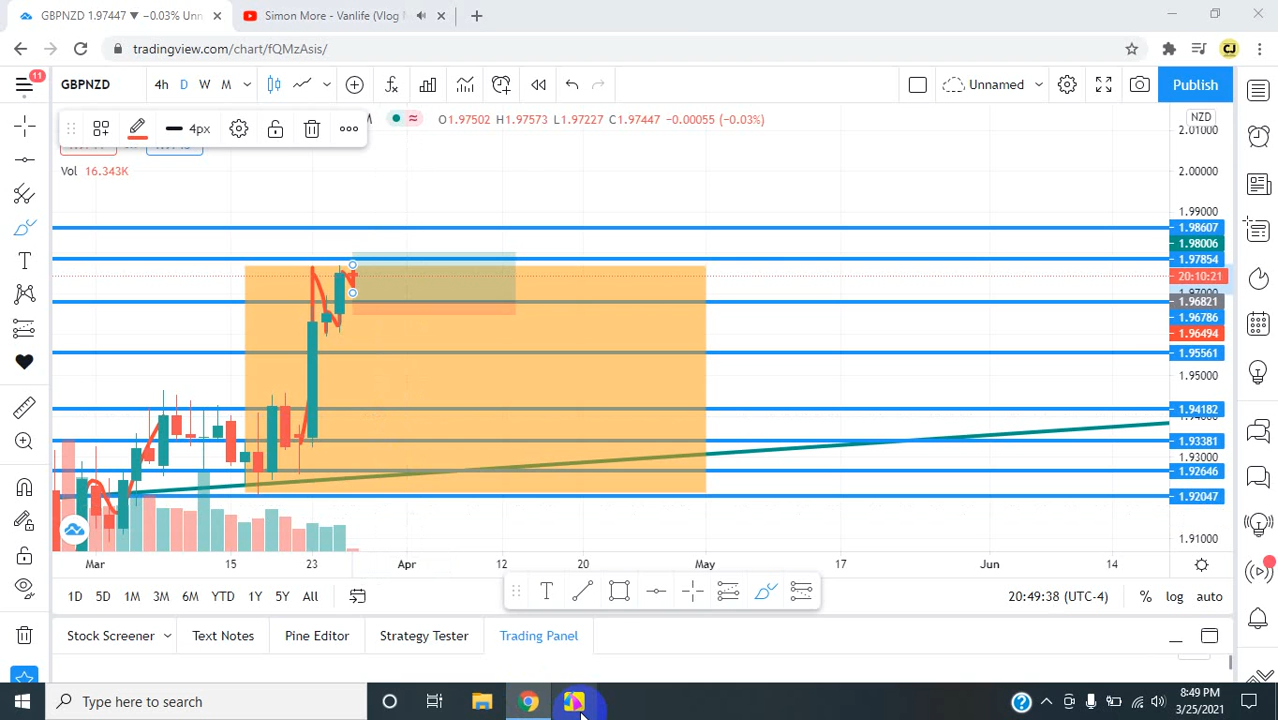 GBPNZD 1.97447 ▼ −0.03% Unn
Simon More - Vanlife (Vlog
tradingview.com/chart/fQMzAsis/
CJ
11
GBPNZD
4h D W M
Unnamed
Publish
4px
O1.97502 H1.97573 L1.97227 C1.97447 −0.00055 (−0.03%)
NZD
Vol 16.343K
2.01000
2.00000
1.99000
1.98607
1.98006
1.97854
20:10:21
1.97000
1.96821
1.96786
1.96494
1.95561
1.95000
1.94182
1.93381
1.93000
1.92646
1.92047
1.91000
Mar 15 23 Apr 12 20 May 17 Jun 14
1D 5D 1M 3M 6M YTD 1Y 5Y All
20:49:38 (UTC-4) % log auto
Stock Screener Text Notes Pine Editor Strategy Tester Trading Panel
Type here to search
8:49 PM
3/25/2021